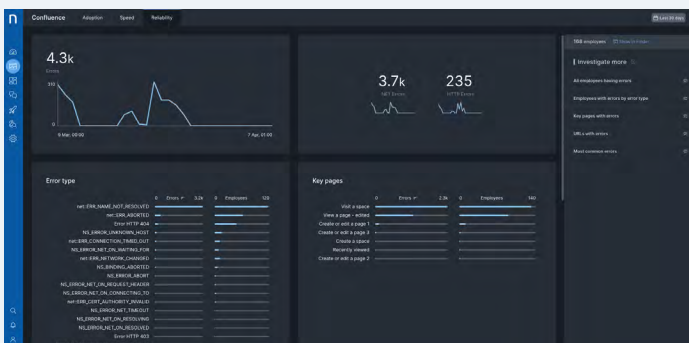 n Confluence Adoption Speed Reliability Last 30 days
4.3k
Errors
310
0
9 Mar, 00:00 7 Apr, 01:00
3.7k 235
NET Errors HTTP Errors
employees
Investigate more
All employees having errors
Employees with errors by error type
Key pages with errors
URLs with errors
Most common errors
Error type
0 Errors 3.2k 0 Employees 120
net::ERR_NAME_NOT_RESOLVED
net::ERR_ABORTED
Error HTTP 404
NS_ERROR_UNKNOWN_HOST
net::ERR_CONNECTION_TIMED_OUT
NS_ERROR_NET_ON_WAITING_FOR
net::ERR_NETWORK_CHANGED
NS_BINDING_ABORTED
NS_ERROR_ABORT
NS_ERROR_NET_ON_REQUEST_HEADER
NS_ERROR_NET_ON_CONNECTING_TO
net::ERR_CERT_AUTHORITY_INVALID
NS_ERROR_NET_TIMEOUT
NS_ERROR_NET_ON_RESOLVING
NS_ERROR_NET_ON_RESOLVED
Error HTTP 403
Key pages
0 Errors 2.3k 0 Employees 140
Visit a space
View a page - edited
Create or edit a page 1
Create or edit a page 3
Create a space
Recently viewed
Create or edit a page 2